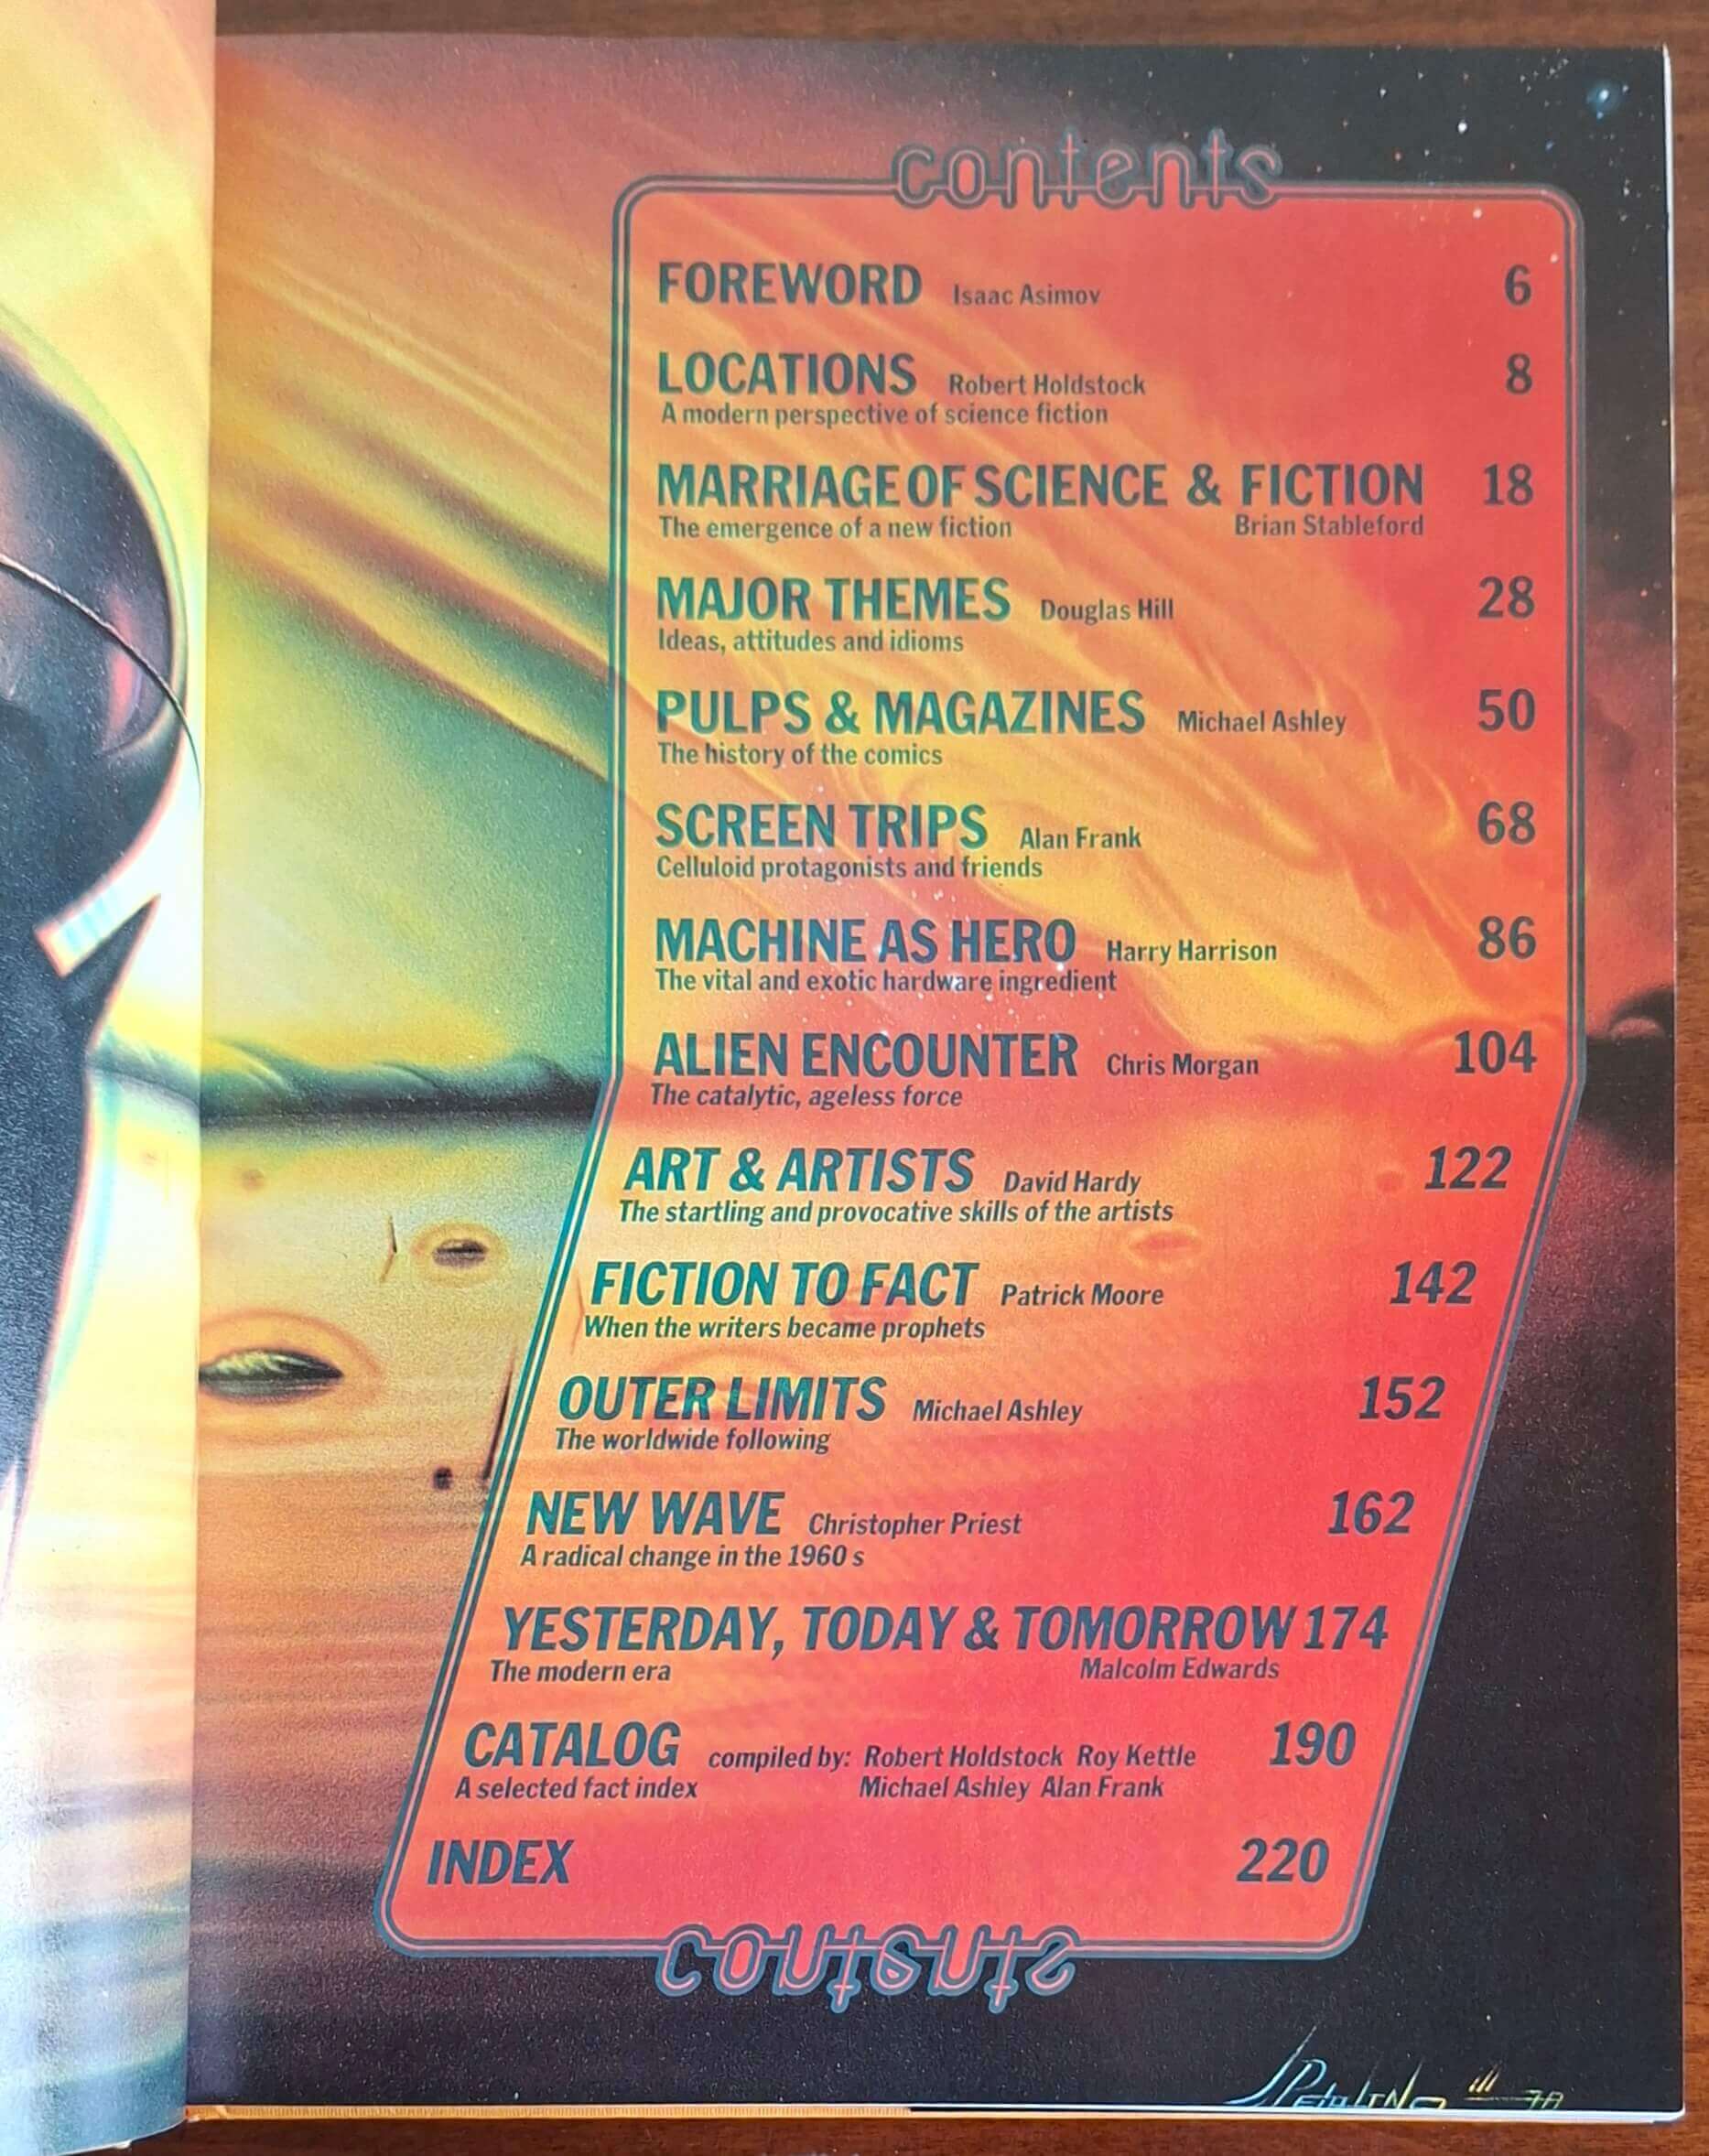 contents
FOREWORD Isaac Asimov 6
LOCATIONS Robert Holdstock 8
A modern perspective of science fiction
MARRIAGE OF SCIENCE & FICTION 18
The emergence of a new fiction Brian Stableford
MAJOR THEMES Douglas Hill 28
Ideas, attitudes and idioms
PULPS & MAGAZINES Michael Ashley 50
The history of the comics
SCREEN TRIPS Alan Frank 68
Celluloid protagonists and friends
MACHINE AS HERO Harry Harrison 86
The vital and exotic hardware ingredient
ALIEN ENCOUNTER Chris Morgan 104
The catalytic, ageless force
ART & ARTISTS David Hardy 122
The startling and provocative skills of the artists
FICTION TO FACT Patrick Moore 142
When the writers became prophets
OUTER LIMITS Michael Ashley 152
The worldwide following
NEW WAVE Christopher Priest 162
A radical change in the 1960 s
YESTERDAY, TODAY & TOMORROW 174
The modern era Malcolm Edwards
CATALOG compiled by: Robert Holdstock Roy Kettle 190
A selected fact index Michael Ashley Alan Frank
INDEX 220
contents